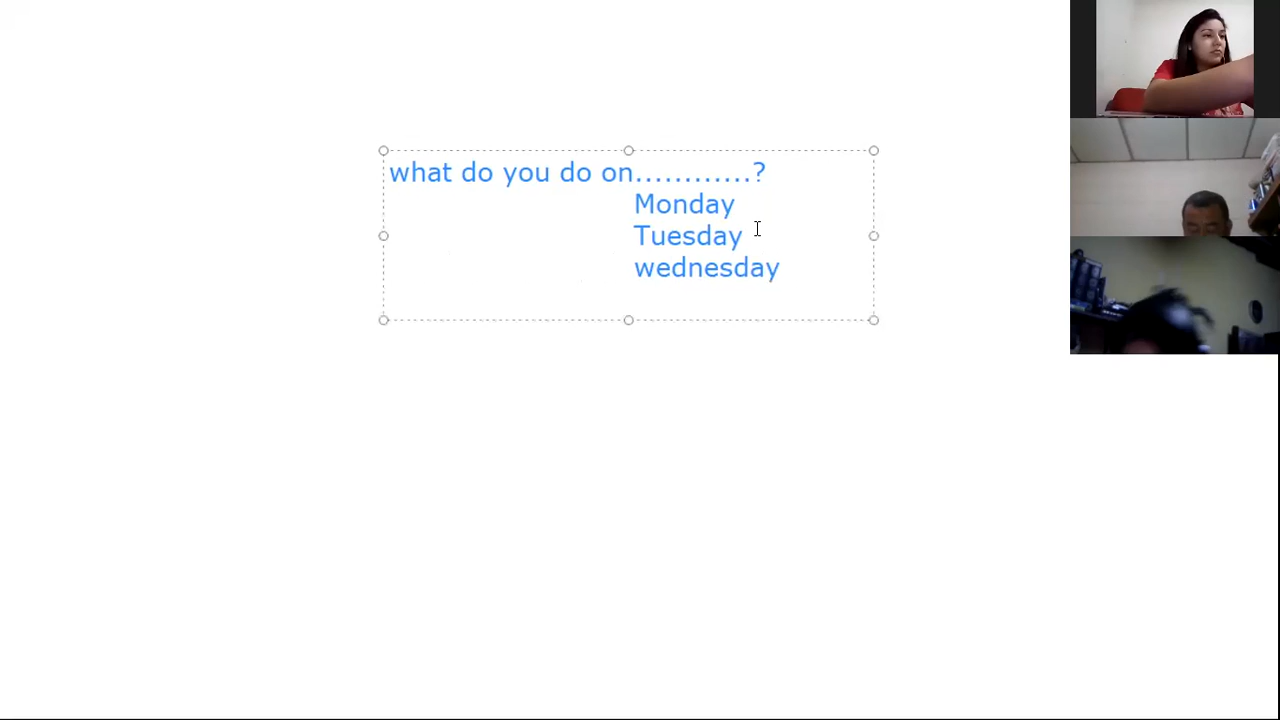 what do you do on............?
Monday
Tuesday
wednesday